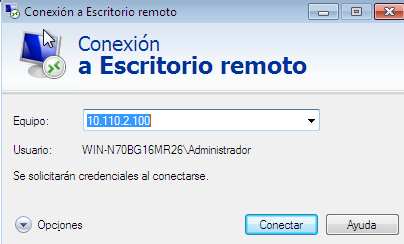 Conexión a Escritorio remoto
Conexión
a Escritorio remoto
Equipo: 10.110.2.100
Usuario: WIN-N70BG16MR26\Administrador
Se solicitarán credenciales al conectarse.
Opciones Conectar Ayuda